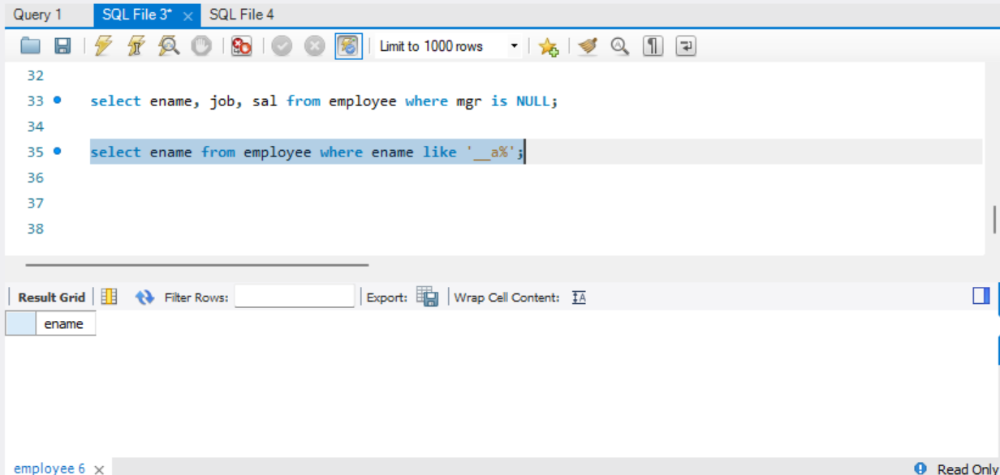 Query 1 SQL File 3* SQL File 4
Limit to 1000 rows
32
33 select ename, job, sal from employee where mgr is NULL;
34
35 select ename from employee where ename like '__a%';
36
37
38
Result Grid Filter Rows: Export: Wrap Cell Content:
ename
employee 6 Read Only